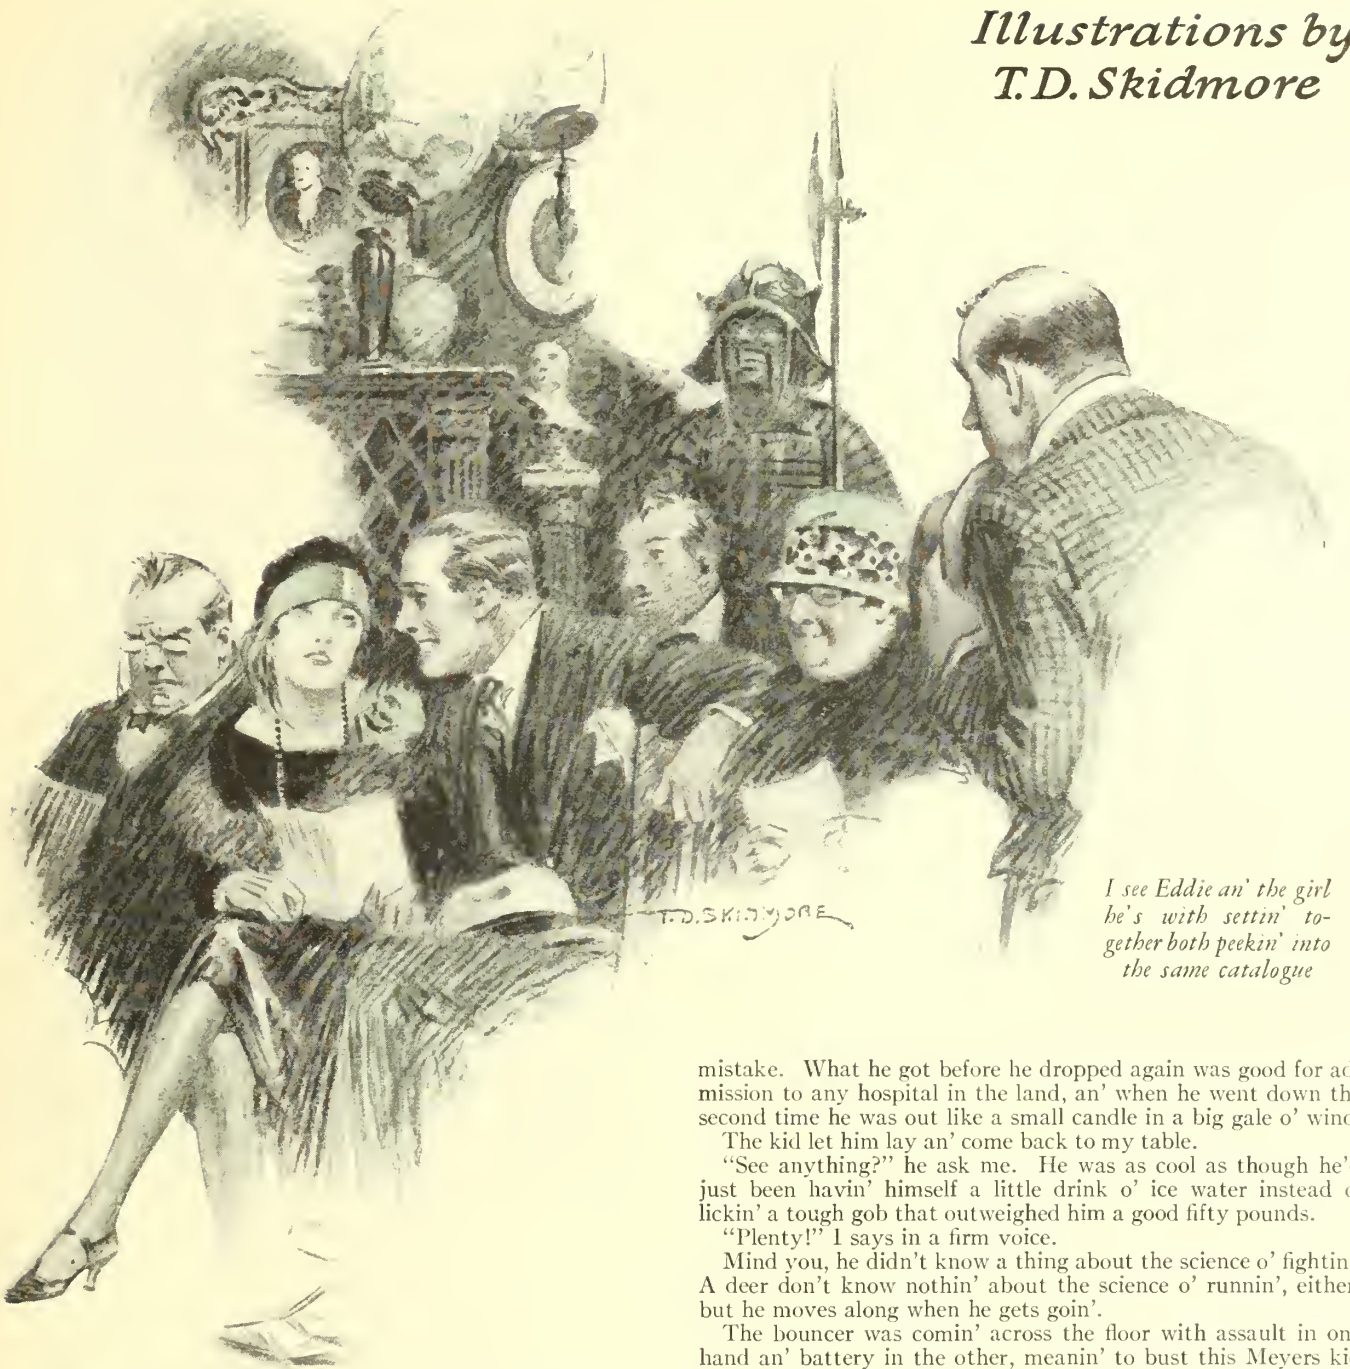 Illustrations by
T.D. Skidmore
T.D. SKIDMORE
I see Eddie an' the girl
he's with settin' to-
gether both peekin' into
the same catalogue
mistake. What he got before he dropped again was good for ad
mission to any hospital in the land, an' when he went down th
second time he was out like a small candle in a big gale o' wind
The kid let him lay an' come back to my table.
"See anything?" he ask me. He was as cool as though he'
just been havin' himself a little drink o' ice water instead o
lickin' a tough gob that outweighed him a good fifty pounds.
"Plenty!" I says in a firm voice.
Mind you, he didn't know a thing about the science o' fightin
A deer don't know nothin' about the science o' runnin', either
but he moves along when he gets goin'.
The bouncer was comin' across the floor with assault in on
hand an' battery in the other, meanin' to bust this Meyers ki